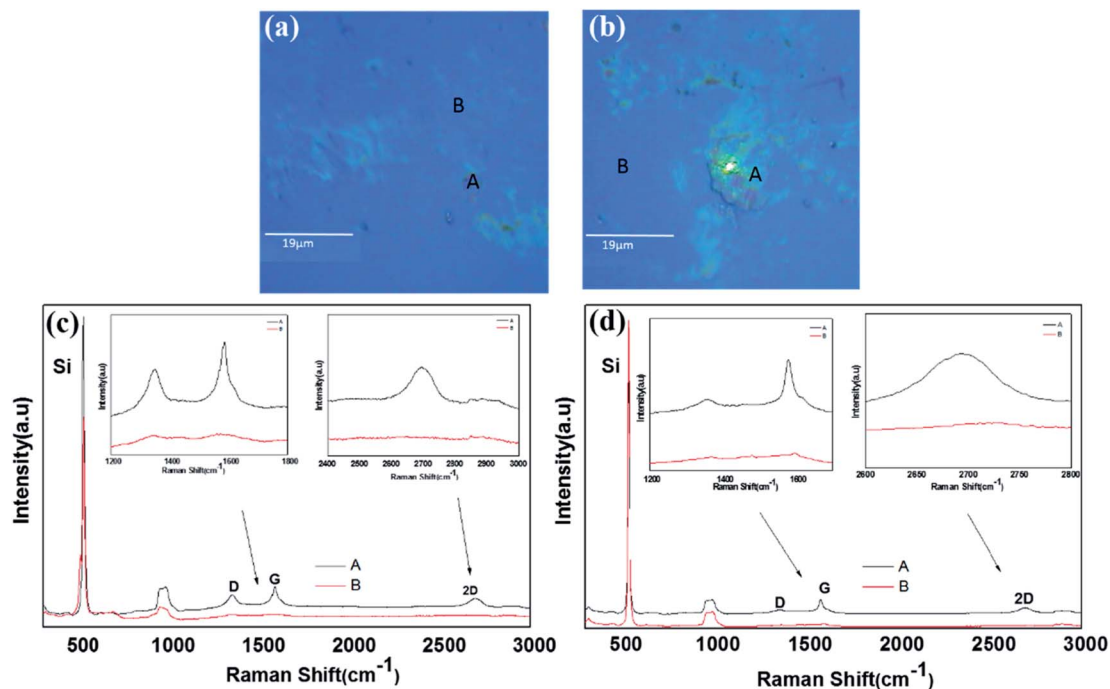 (a)
B
A
19μm
(b)
B
A
19μm
(c)
Si
Intensity(a.u)
Intensity(a.u)
A
B
1200 1400 1600 1800
Raman Shift(cm⁻¹)
Intensity(a.u)
A
B
2400 2500 2600 2700 2800 2900 3000
Raman Shift(cm⁻¹)
A
B
D
G
2D
500 1000 1500 2000 2500 3000
Raman Shift(cm⁻¹)
(d)
Si
Intensity(a.u)
Intensity(a.u)
A
B
1200 1400 1600
Raman Shift(cm⁻¹)
Intensity(a.u)
A
B
2600 2650 2700 2750 2800
Raman Shift(cm⁻¹)
A
B
D
G
2D
500 1000 1500 2000 2500 3000
Raman Shift(cm⁻¹)